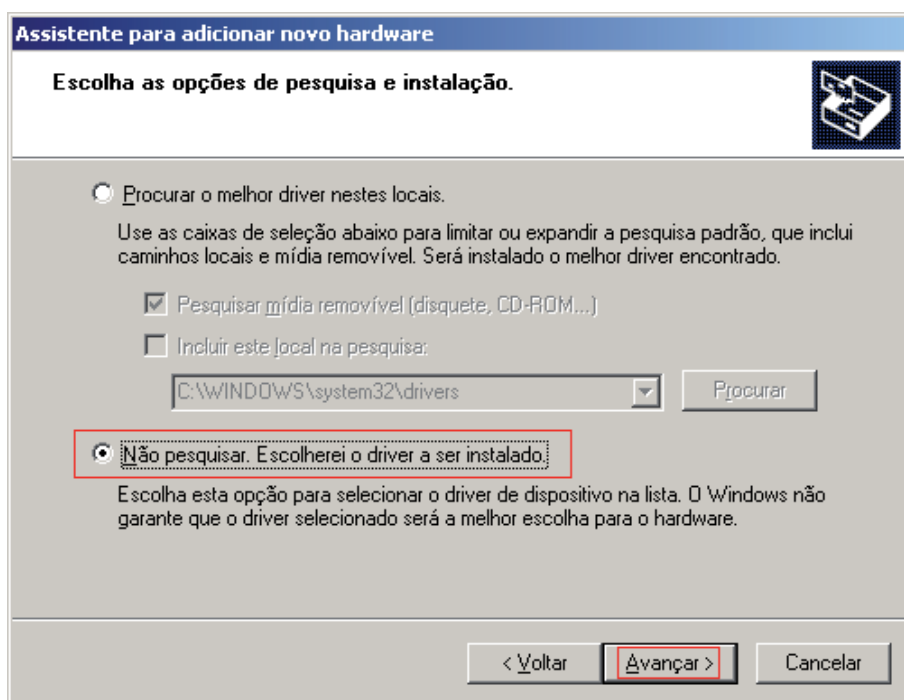 Assistente para adicionar novo hardware
Escolha as opções de pesquisa e instalação.
Procurar o melhor driver nestes locais.
Use as caixas de seleção abaixo para limitar ou expandir a pesquisa padrão, que inclui
caminhos locais e mídia removível. Será instalado o melhor driver encontrado.
Pesquisar mídia removível (disquete, CD-ROM...)
Incluir este local na pesquisa:
C:\WINDOWS\system32\drivers
Procurar
Não pesquisar. Escolherei o driver a ser instalado.
Escolha esta opção para selecionar o driver de dispositivo na lista. O Windows não
garante que o driver selecionado será a melhor escolha para o hardware.
< Voltar
Avançar >
Cancelar